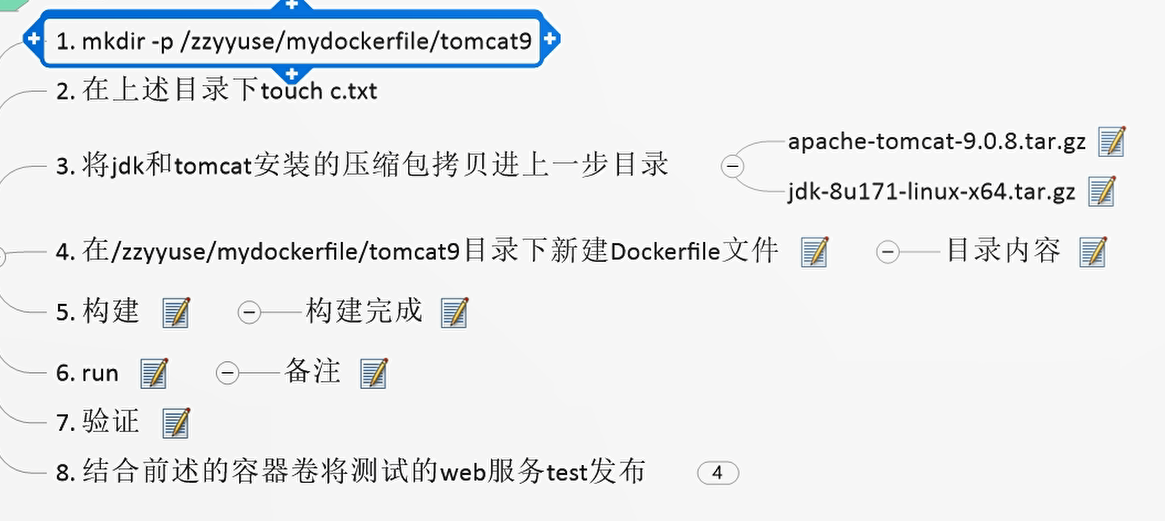 1. mkdir -p /zzyyuse/mydockerfile/tomcat9
2. 在上述目录下touch c.txt
3. 将jdk和tomcat安装的压缩包拷贝进上一步目录
apache-tomcat-9.0.8.tar.gz
jdk-8u171-linux-x64.tar.gz
4. 在/zzyyuse/mydockerfile/tomcat9目录下新建Dockerfile文件 目录内容
5. 构建 构建完成
6. run 备注
7. 验证
8. 结合前述的容器卷将测试的web服务test发布 4